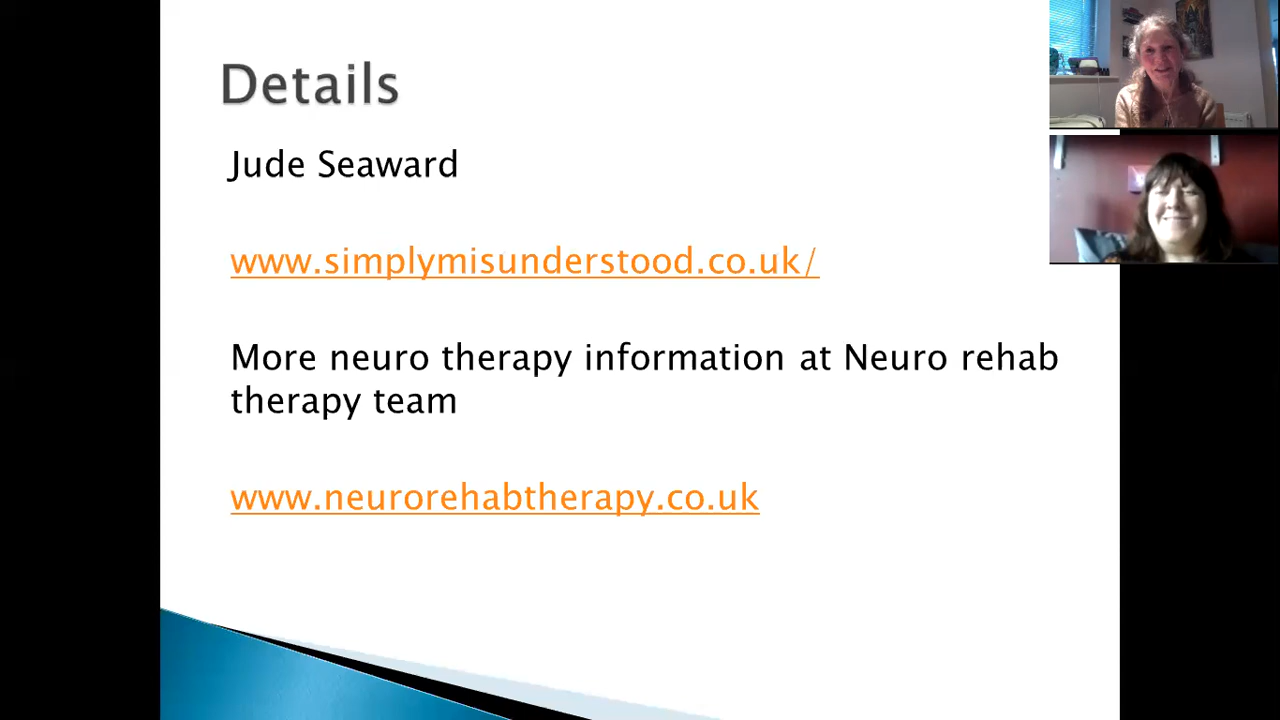 Details
Jude Seaward
www.simplymisunderstood.co.uk/
More neuro therapy information at Neuro rehab
therapy team
www.neurorehabtherapy.co.uk